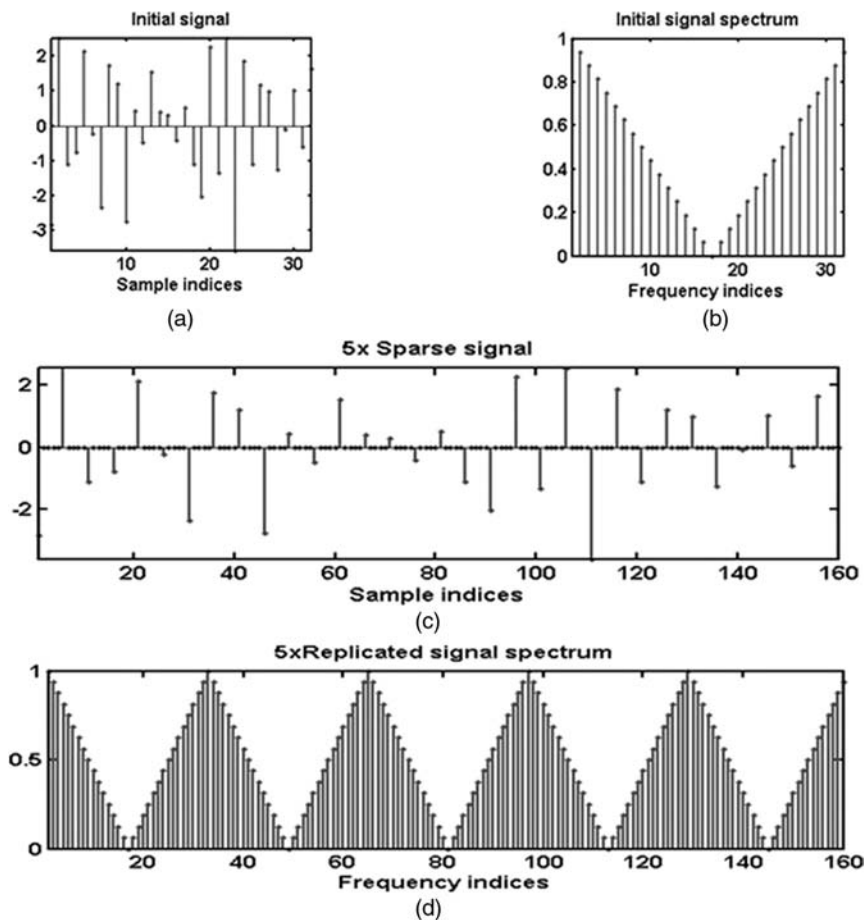 Initial signal
2
1
0
-1
-2
-3
10 20 30
Sample indices
(a)
Initial signal spectrum
1
0.8
0.6
0.4
0.2
0
10 20 30
Frequency indices
(b)
5x Sparse signal
2
0
-2
20 40 60 80 100 120 140 160
Sample indices
(c)
5xReplicated signal spectrum
1
0.5
0
20 40 60 80 100 120 140 160
Frequency indices
(d)